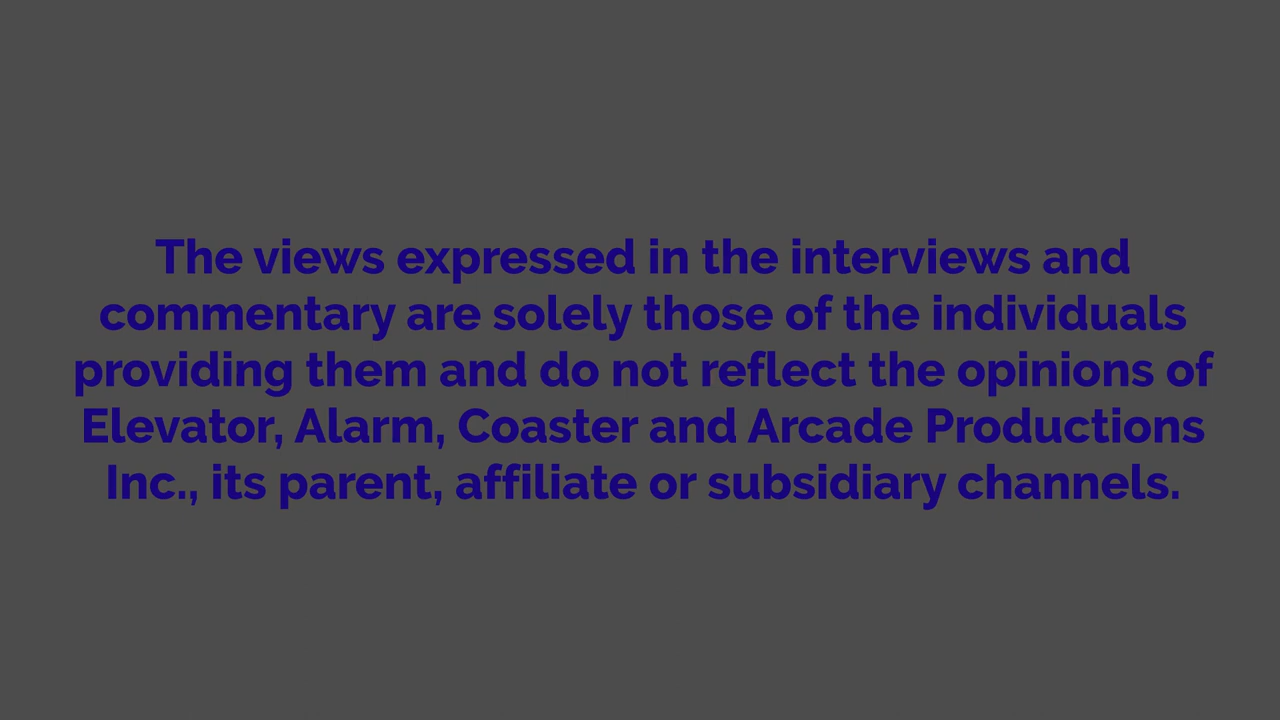 The views expressed in the interviews and
commentary are solely those of the individuals
providing them and do not reflect the opinions of
Elevator, Alarm, Coaster and Arcade Productions
Inc., its parent, affiliate or subsidiary channels.